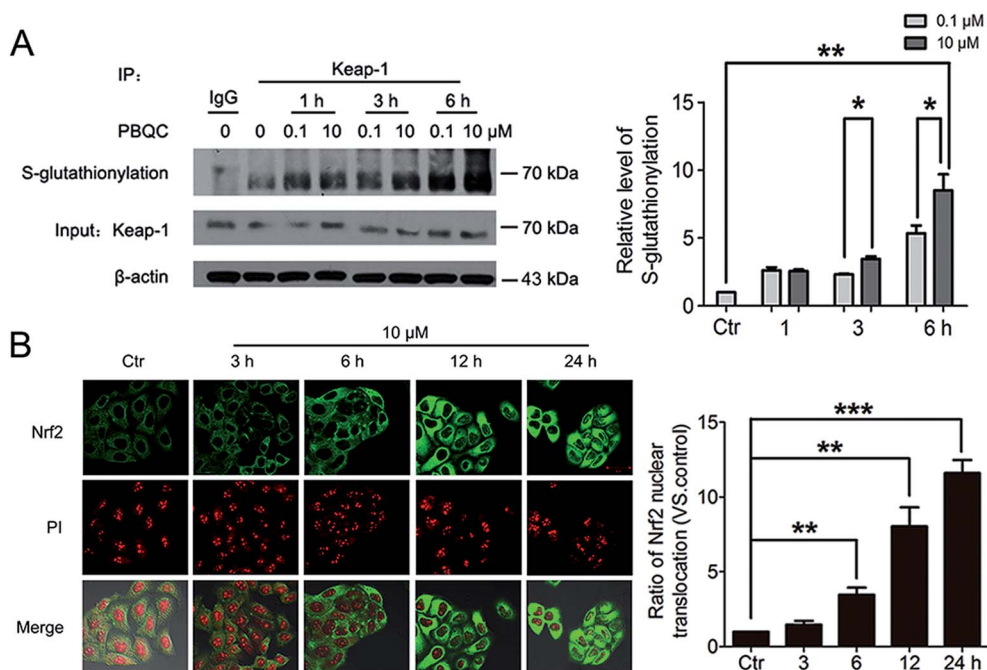 A
IP:
Keap-1
IgG
1 h
3 h
6 h
PBQC
0
0
0.1
10
0.1
10
0.1
10 μM
S-glutathionylation
70 kDa
Input: Keap-1
70 kDa
β-actin
43 kDa
0.1 μM
10 μM
**
*
*
15
10
5
0
Relative level of
S-glutathionylation
Ctr
1
3
6 h
B
10 μM
Ctr
3 h
6 h
12 h
24 h
Nrf2
PI
Merge
***
**
**
15
10
5
0
Ratio of Nrf2 nuclear
translocation (VS.control)
Ctr
3
6
12
24 h